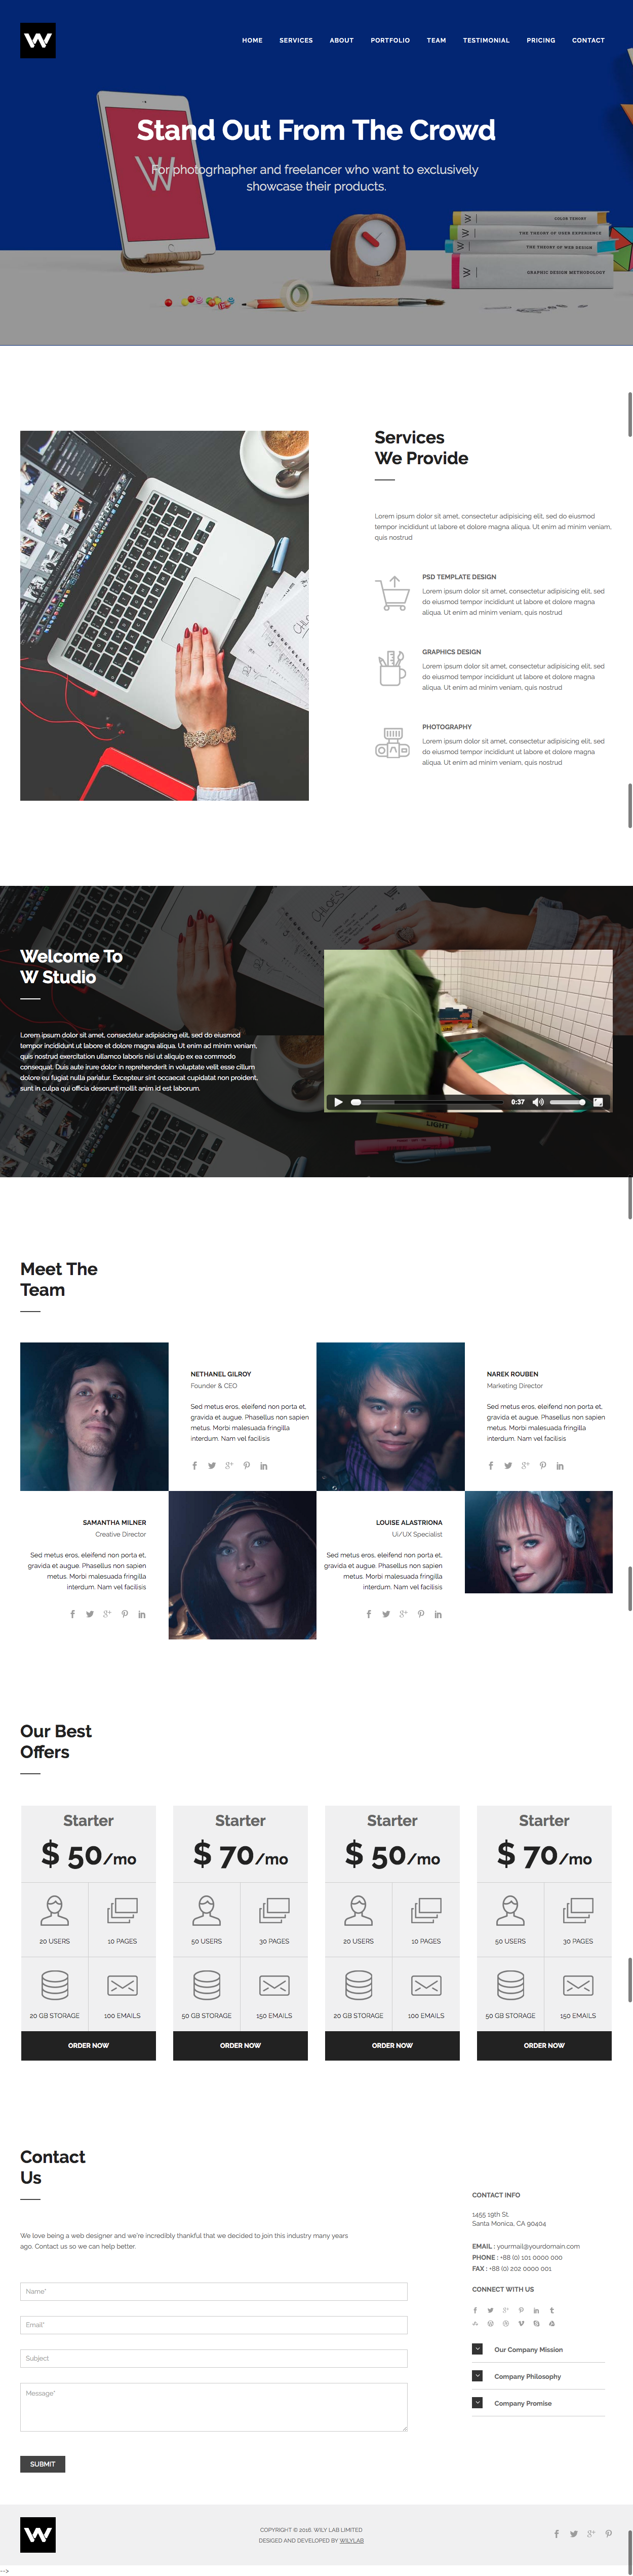 W
HOME SERVICES ABOUT PORTFOLIO TEAM TESTIMONIAL PRICING CONTACT
Stand Out From The Crowd
For photogrhapher and freelancer who want to exclusively
showcase their products.
W
COLOR THEORY
THE THEORY OF USER EXPERIENCE
THE THEORY OF WEB DESIGN
GRAPHIC DESIGN METHODOLOGY
Services
We Provide
Lorem ipsum dolor sit amet, consectetur adipisicing elit, sed do eiusmod
tempor incididunt ut labore et dolore magna aliqua. Ut enim ad minim veniam,
quis nostrud
PSD TEMPLATE DESIGN
Lorem ipsum dolor sit amet, consectetur adipisicing elit, sed
do eiusmod tempor incididunt ut labore et dolore magna
aliqua. Ut enim ad minim veniam, quis nostrud
GRAPHICS DESIGN
Lorem ipsum dolor sit amet, consectetur adipisicing elit, sed
do eiusmod tempor incididunt ut labore et dolore magna
aliqua. Ut enim ad minim veniam, quis nostrud
PHOTOGRAPHY
Lorem ipsum dolor sit amet, consectetur adipisicing elit, sed
do eiusmod tempor incididunt ut labore et dolore magna
aliqua. Ut enim ad minim veniam, quis nostrud
Welcome To
W Studio
Lorem ipsum dolor sit amet, consectetur adipisicing elit, sed do eiusmod
tempor incididunt ut labore et dolore magna aliqua. Ut enim ad minim veniam,
quis nostrud exercitation ullamco laboris nisi ut aliquip ex ea commodo
consequat. Duis aute irure dolor in reprehenderit in voluptate velit esse cillum
dolore eu fugiat nulla pariatur. Excepteur sint occaecat cupidatat non proident,
sunt in culpa qui officia deserunt mollit anim id est laborum.
0:37
LIGHT
Meet The
Team
NETHANEL GILROY
Founder & CEO
Sed metus eros, eleifend non porta et,
gravida et augue. Phasellus non sapien
metus. Morbi malesuada fringilla
interdum. Nam vel facilisis
NAREK ROUBEN
Marketing Director
Sed metus eros, eleifend non porta et,
gravida et augue. Phasellus non sapien
metus. Morbi malesuada fringilla
interdum. Nam vel facilisis
SAMANTHA MILNER
Creative Director
Sed metus eros, eleifend non porta et,
gravida et augue. Phasellus non sapien
metus. Morbi malesuada fringilla
interdum. Nam vel facilisis
LOUISE ALASTRIONA
Ui/UX Specialist
Sed metus eros, eleifend non porta et,
gravida et augue. Phasellus non sapien
metus. Morbi malesuada fringilla
interdum. Nam vel facilisis
Our Best
Offers
Starter
$ 50/mo
20 USERS
10 PAGES
20 GB STORAGE
100 EMAILS
ORDER NOW
Starter
$ 70/mo
50 USERS
30 PAGES
50 GB STORAGE
150 EMAILS
ORDER NOW
Starter
$ 50/mo
20 USERS
10 PAGES
20 GB STORAGE
100 EMAILS
ORDER NOW
Starter
$ 70/mo
50 USERS
30 PAGES
50 GB STORAGE
150 EMAILS
ORDER NOW
Contact
Us
We love being a web designer and we're incredibly thankful that we decided to join this industry many years
ago. Contact us so we can help better.
Name*
Email*
Subject
Message*
SUBMIT
CONTACT INFO
1455 19th St.
Santa Monica, CA 90404
EMAIL : yourmail@yourdomain.com
PHONE : +88 (0) 101 0000 000
FAX : +88 (0) 202 0000 001
CONNECT WITH US
Our Company Mission
Company Philosophy
Company Promise
W
COPYRIGHT © 2016. WILY LAB LIMITED
DESIGED AND DEVELOPED BY WILYLAB
-->